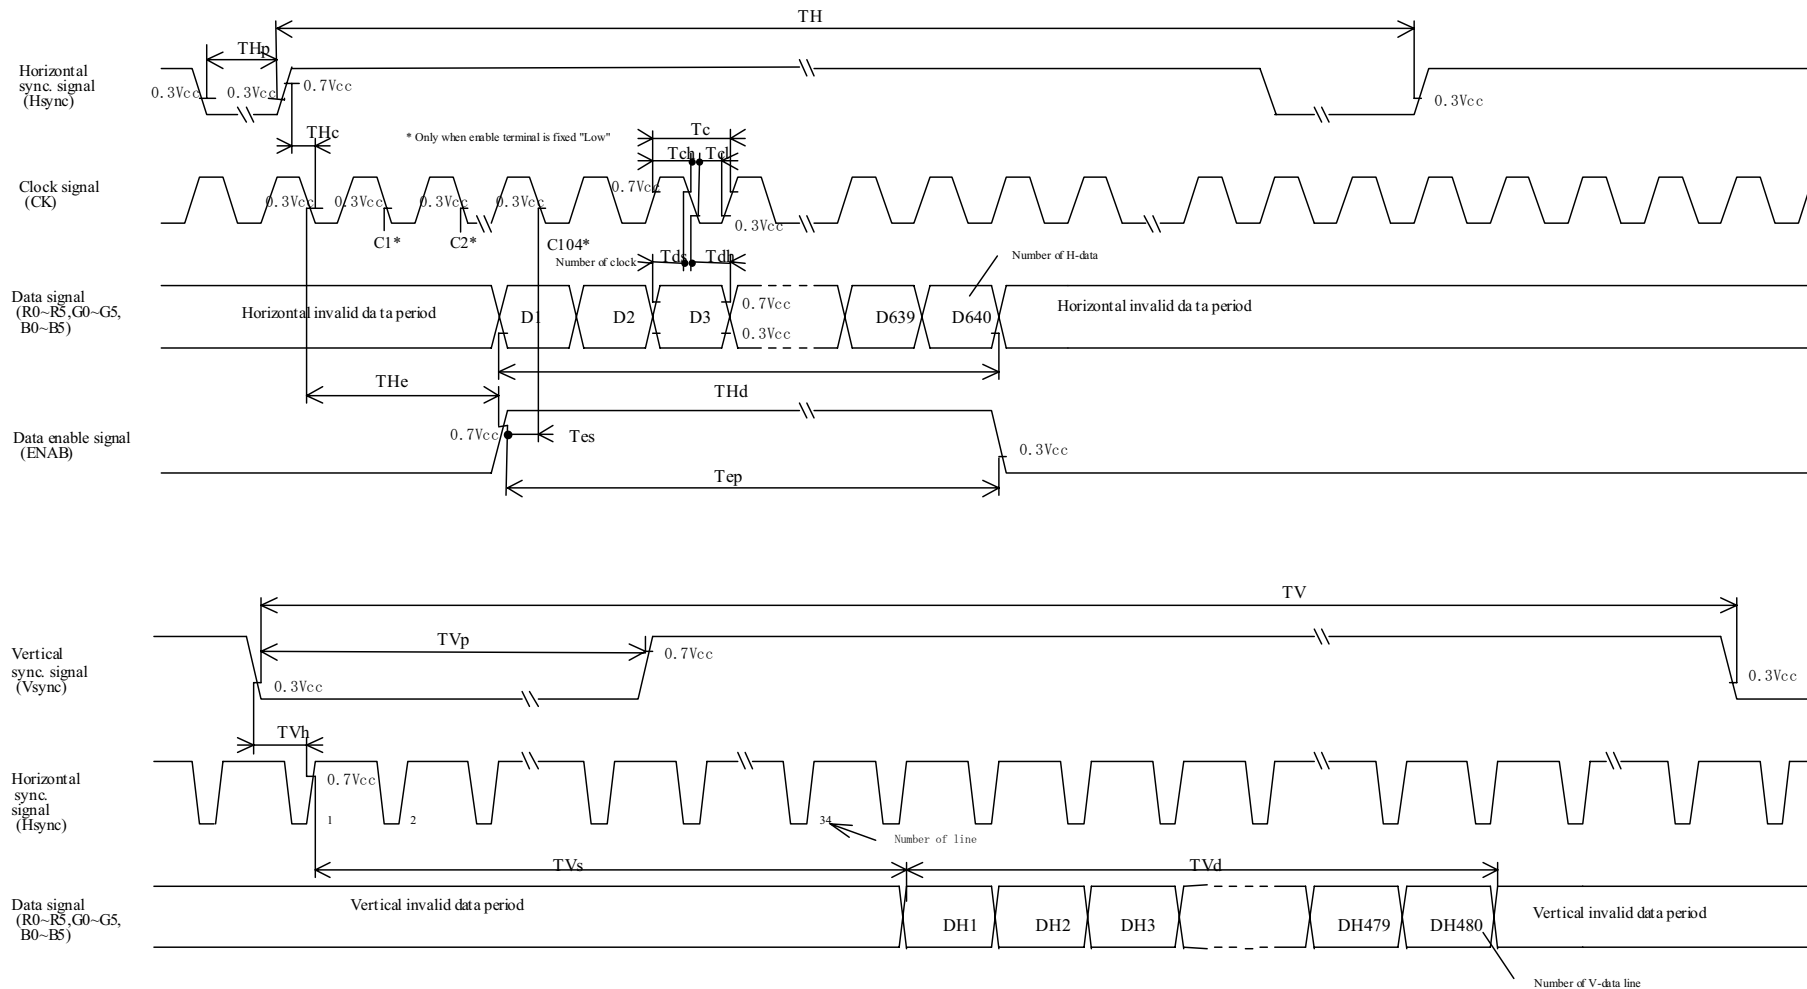 TH
THp
Horizontal
sync. signal
(Hsync)
0.3Vcc
0.3Vcc
0.7Vcc
0.3Vcc
THc
* Only when enable terminal is fixed "Low"
Tc
Tch
Tcl
Clock signal
(CK)
0.3Vcc
0.3Vcc
0.3Vcc
0.3Vcc
0.7Vcc
0.3Vcc
C1*
C2*
C104*
Number of clock
Tds
Tdh
Number of H-data
Data signal
(R0~R5,G0~G5,
B0~B5)
Horizontal invalid data period
D1
D2
D3
0.7Vcc
0.3Vcc
D639
D640
Horizontal invalid data period
THe
THd
Data enable signal
(ENAB)
0.7Vcc
Tes
0.3Vcc
Tep
TV
TVp
Vertical
sync. signal
(Vsync)
0.3Vcc
0.7Vcc
0.3Vcc
TVh
Horizontal
sync.
signal
(Hsync)
0.7Vcc
1
2
34
Number of line
TVs
TVd
Data signal
(R0~R5,G0~G5,
B0~B5)
Vertical invalid data period
DH1
DH2
DH3
DH479
DH480
Vertical invalid data period
Number of V-data line